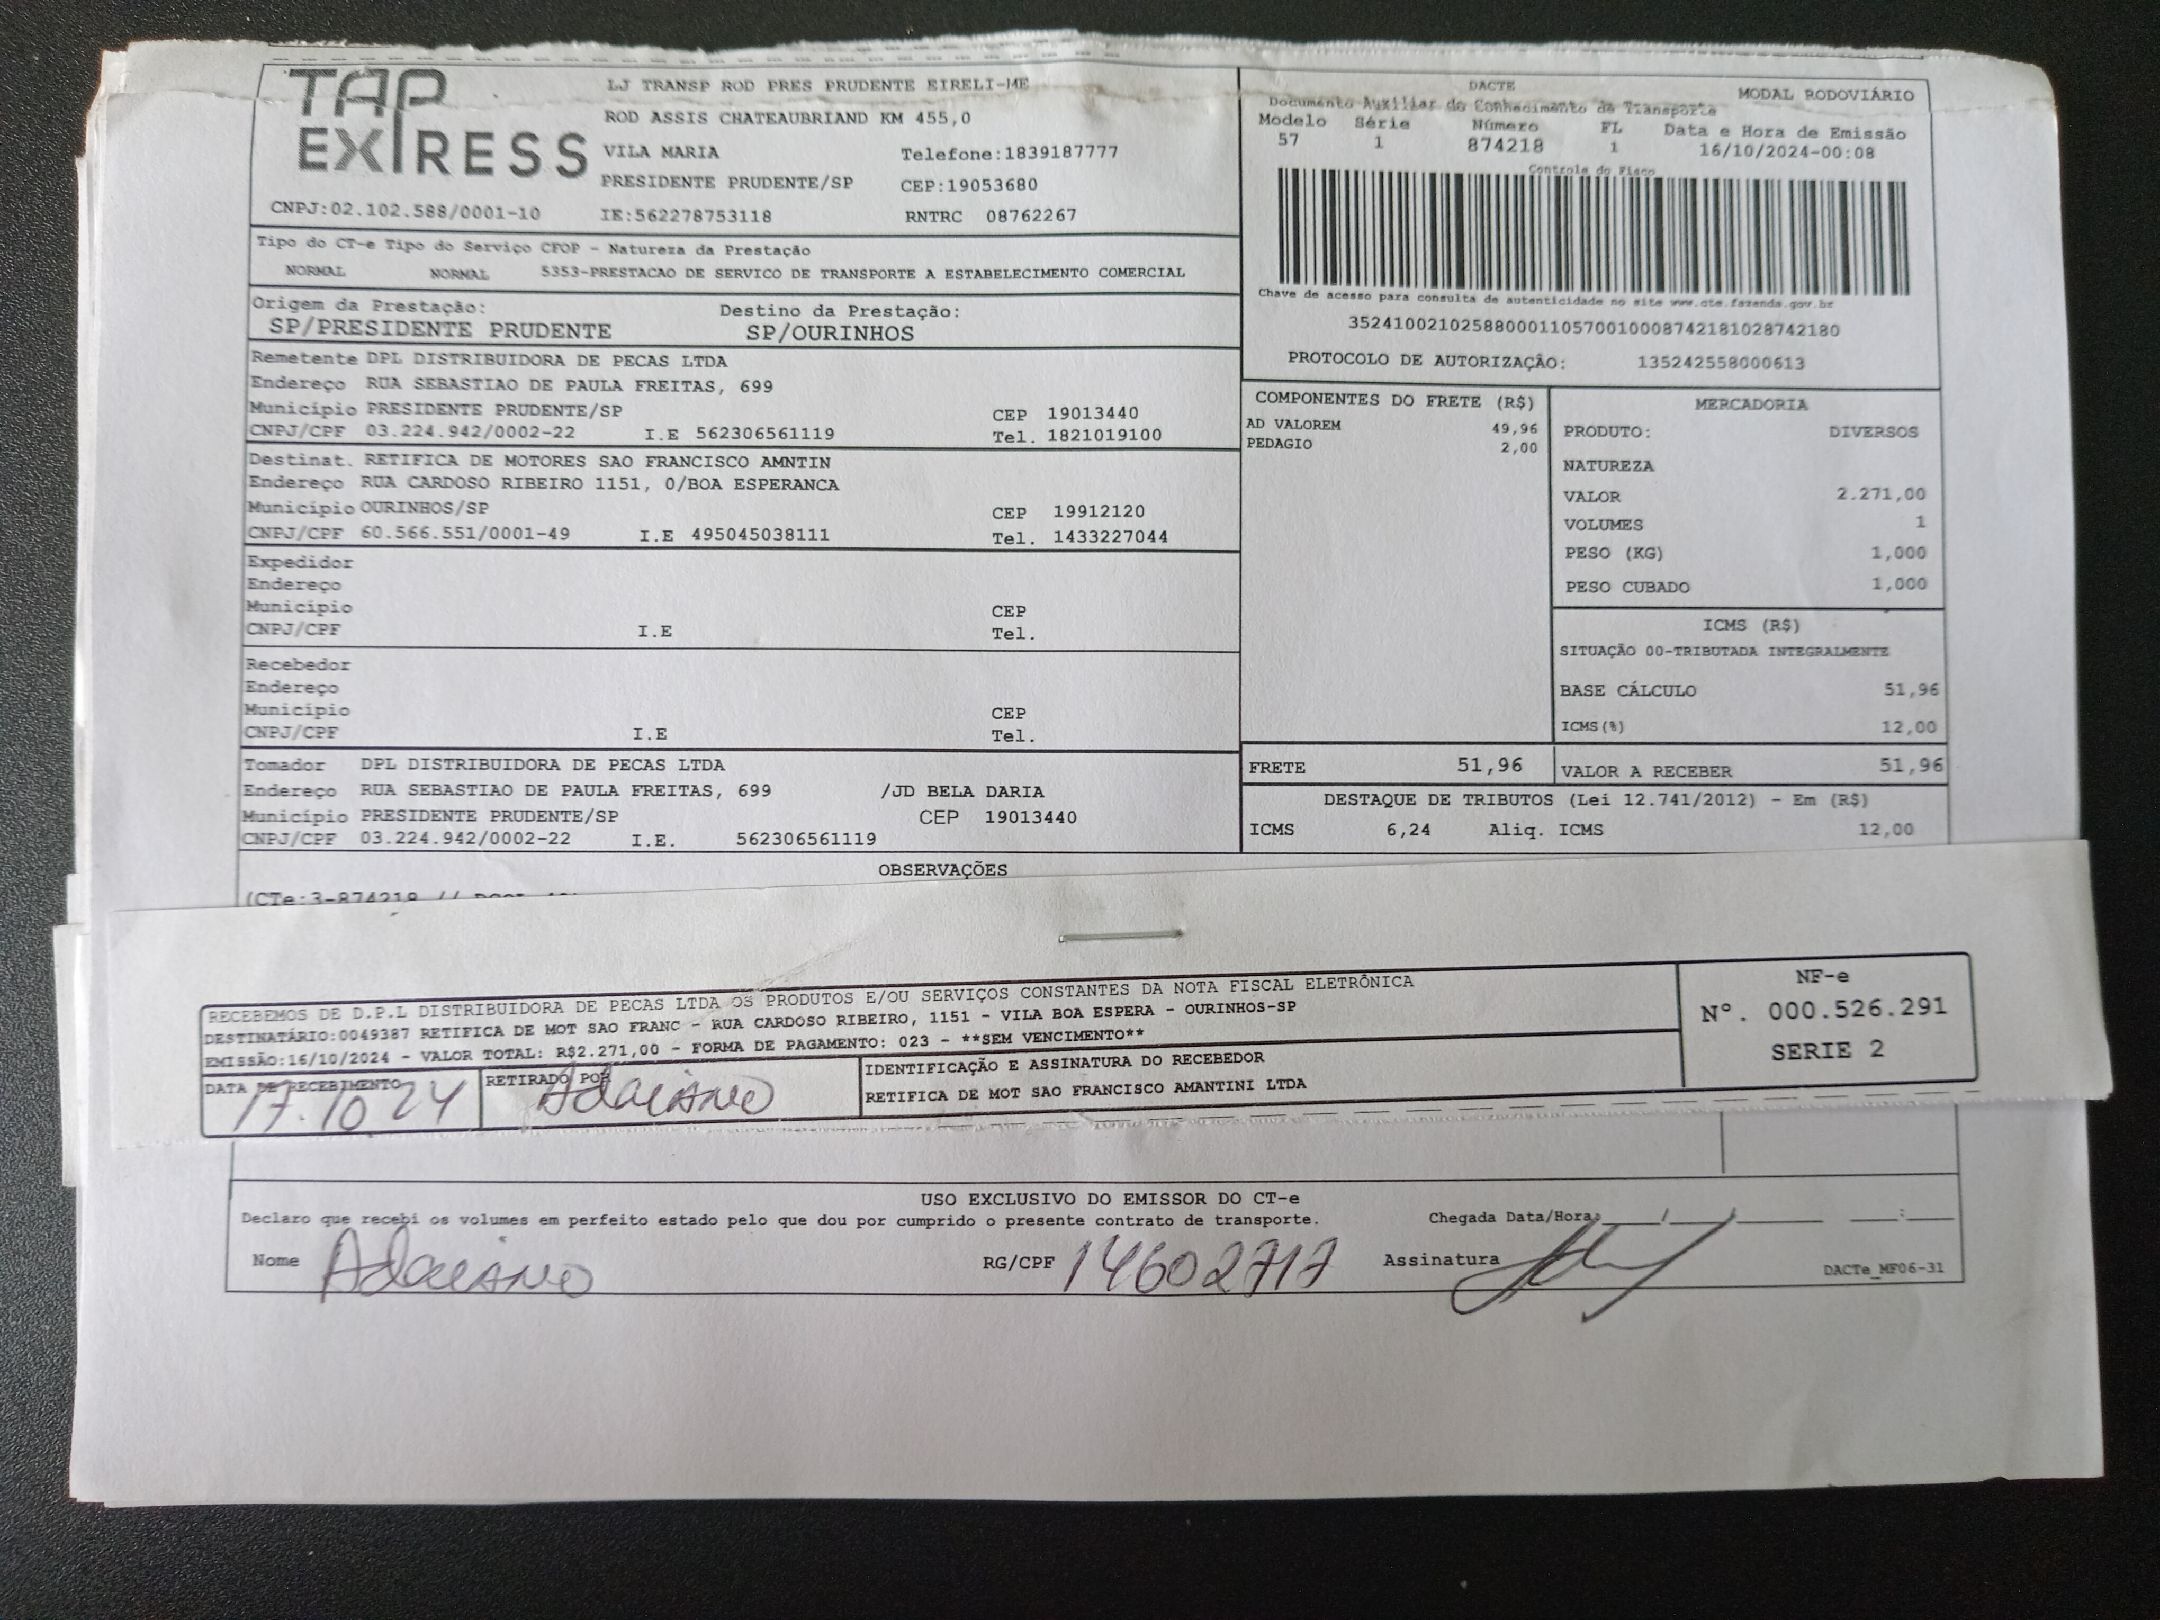 TAP
EXPRESS
LJ TRANSP ROD PRES PRUDENTE EIRELI-ME
ROD ASSIS CHATEAUBRIAND KM 455,0
VILA MARIA Telefone:1839187777
PRESIDENTE PRUDENTE/SP CEP:19053680
CNPJ:02.102.588/0001-10 IE:562278753118 RNTRC 08762267
DACTE MODAL RODOVIÁRIO
Documento Auxiliar do Conhecimento de Transporte
Modelo Série Número FL Data e Hora de Emissão
57 1 874218 1 16/10/2024-00:08
Controle do Fisco
Chave de acesso para consulta de autenticidade no site www.cte.fazenda.gov.br
35241002102588000110570010008742181028742180
PROTOCOLO DE AUTORIZAÇÃO: 135242558000613
Tipo do CT-e Tipo do Serviço CFOP - Natureza da Prestação
NORMAL NORMAL 5353-PRESTACAO DE SERVICO DE TRANSPORTE A ESTABELECIMENTO COMERCIAL
Origem da Prestação: Destino da Prestação:
SP/PRESIDENTE PRUDENTE SP/OURINHOS
Remetente DPL DISTRIBUIDORA DE PECAS LTDA
Endereço RUA SEBASTIAO DE PAULA FREITAS, 699
Município PRESIDENTE PRUDENTE/SP CEP 19013440
CNPJ/CPF 03.224.942/0002-22 I.E 562306561119 Tel. 1821019100
Destinat. RETIFICA DE MOTORES SAO FRANCISCO AMNTIN
Endereço RUA CARDOSO RIBEIRO 1151, 0/BOA ESPERANCA
Município OURINHOS/SP CEP 19912120
CNPJ/CPF 60.566.551/0001-49 I.E 495045038111 Tel. 1433227044
Expedidor
Endereço
Município CEP
CNPJ/CPF I.E Tel.
Recebedor
Endereço
Município CEP
CNPJ/CPF I.E Tel.
Tomador DPL DISTRIBUIDORA DE PECAS LTDA
Endereço RUA SEBASTIAO DE PAULA FREITAS, 699 /JD BELA DARIA
Município PRESIDENTE PRUDENTE/SP CEP 19013440
CNPJ/CPF 03.224.942/0002-22 I.E. 562306561119
COMPONENTES DO FRETE (R$)
AD VALOREM 49,96
PEDAGIO 2,00
MERCADORIA
PRODUTO: DIVERSOS
NATUREZA
VALOR 2.271,00
VOLUMES 1
PESO (KG) 1,000
PESO CUBADO 1,000
ICMS (R$)
SITUAÇÃO 00-TRIBUTADA INTEGRALMENTE
BASE CÁLCULO 51,96
ICMS(%) 12,00
FRETE 51,96 VALOR A RECEBER 51,96
DESTAQUE DE TRIBUTOS (Lei 12.741/2012) - Em (R$)
ICMS 6,24 Aliq. ICMS 12,00
OBSERVAÇÕES
(CTe:3-874218 //
RECEBEMOS DE D.P.L DISTRIBUIDORA DE PECAS LTDA OS PRODUTOS E/OU SERVIÇOS CONSTANTES DA NOTA FISCAL ELETRÔNICA
DESTINATÁRIO:0049387 RETIFICA DE MOT SAO FRANC - RUA CARDOSO RIBEIRO, 1151 - VILA BOA ESPERA - OURINHOS-SP
EMISSÃO:16/10/2024 - VALOR TOTAL: R$2.271,00 - FORMA DE PAGAMENTO: 023 - **SEM VENCIMENTO**
NF-e
Nº. 000.526.291
SERIE 2
DATA DE RECEBIMENTO RETIRADO POR IDENTIFICAÇÃO E ASSINATURA DO RECEBEDOR
17.10.24 Adaciano RETIFICA DE MOT SAO FRANCISCO AMANTINI LTDA
USO EXCLUSIVO DO EMISSOR DO CT-e
Declaro que recebi os volumes em perfeito estado pelo que dou por cumprido o presente contrato de transporte. Chegada Data/Hora: / / :
Nome Adaciano RG/CPF 14602717 Assinatura DACTe_MF06-31